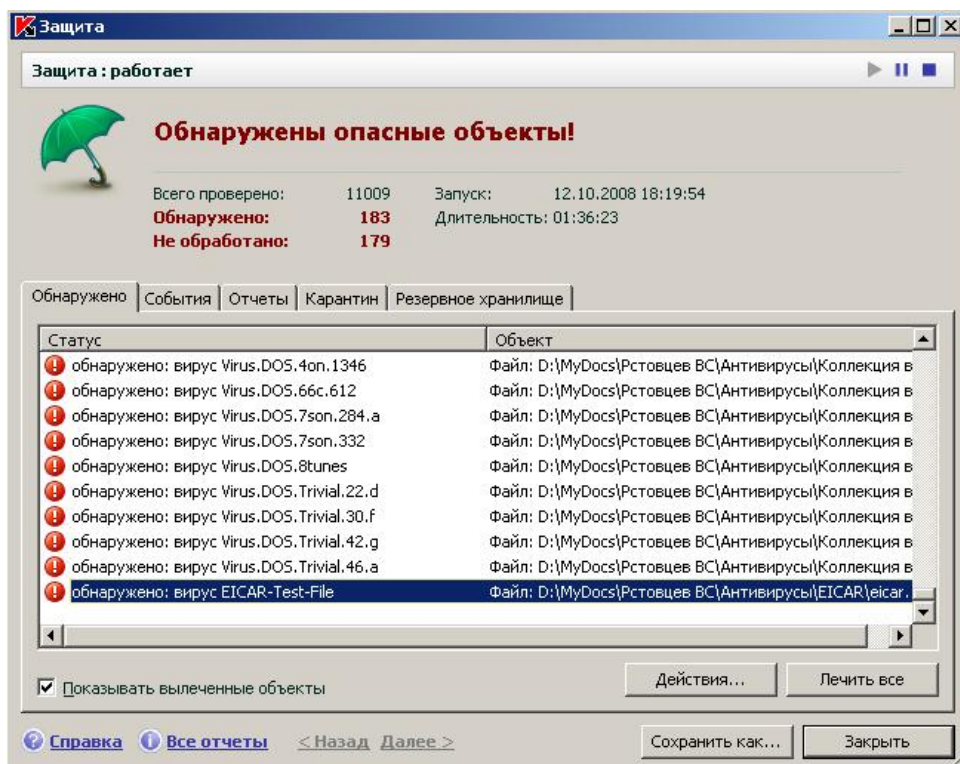 Защита
Защита : работает
Обнаружены опасные объекты!
Всего проверено: 11009 Запуск: 12.10.2008 18:19:54
Обнаружено: 183 Длительность: 01:36:23
Не обработано: 179
Обнаружено События Отчеты Карантин Резервное хранилище
Статус Объект
обнаружено: вирус Virus.DOS.4on.1346 Файл: D:\MyDocs\Рстовцев ВС\Антивирусы\Коллекция в
обнаружено: вирус Virus.DOS.66c.612 Файл: D:\MyDocs\Рстовцев ВС\Антивирусы\Коллекция в
обнаружено: вирус Virus.DOS.7son.284.a Файл: D:\MyDocs\Рстовцев ВС\Антивирусы\Коллекция в
обнаружено: вирус Virus.DOS.7son.332 Файл: D:\MyDocs\Рстовцев ВС\Антивирусы\Коллекция в
обнаружено: вирус Virus.DOS.8tunes Файл: D:\MyDocs\Рстовцев ВС\Антивирусы\Коллекция в
обнаружено: вирус Virus.DOS.Trivial.22.d Файл: D:\MyDocs\Рстовцев ВС\Антивирусы\Коллекция в
обнаружено: вирус Virus.DOS.Trivial.30.f Файл: D:\MyDocs\Рстовцев ВС\Антивирусы\Коллекция в
обнаружено: вирус Virus.DOS.Trivial.42.g Файл: D:\MyDocs\Рстовцев ВС\Антивирусы\Коллекция в
обнаружено: вирус Virus.DOS.Trivial.46.a Файл: D:\MyDocs\Рстовцев ВС\Антивирусы\Коллекция в
обнаружено: вирус EICAR-Test-File Файл: D:\MyDocs\Рстовцев ВС\Антивирусы\EICAR\eicar.
Показывать вылеченные объекты Действия... Лечить все
Справка Все отчеты < Назад Далее > Сохранить как... Закрыть